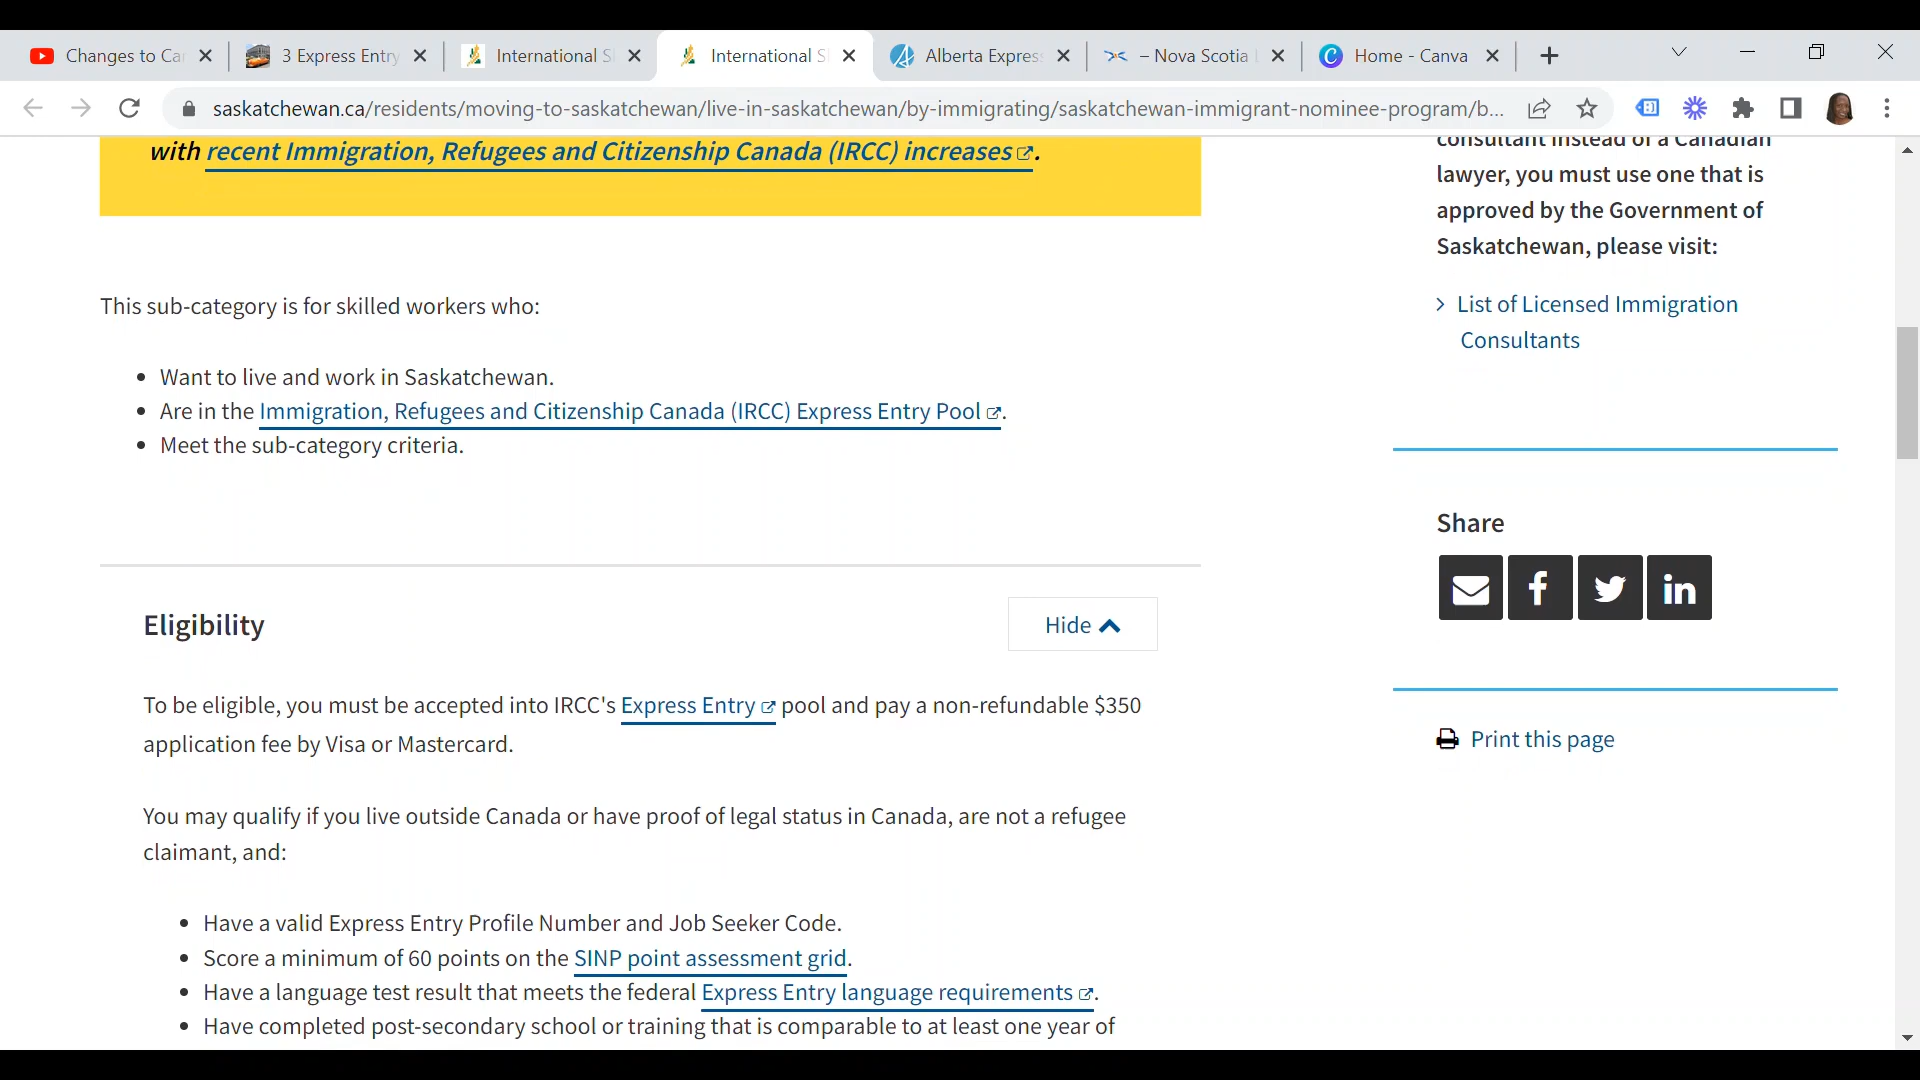 Changes to Ca
3 Express Entry
International S
International S
Alberta Express
– Nova Scotia
Home - Canva
saskatchewan.ca/residents/moving-to-saskatchewan/live-in-saskatchewan/by-immigrating/saskatchewan-immigrant-nominee-program/b...
with recent Immigration, Refugees and Citizenship Canada (IRCC) increases.
This sub-category is for skilled workers who:
• Want to live and work in Saskatchewan.
• Are in the Immigration, Refugees and Citizenship Canada (IRCC) Express Entry Pool.
• Meet the sub-category criteria.
Eligibility
Hide
To be eligible, you must be accepted into IRCC's Express Entry pool and pay a non-refundable $350
application fee by Visa or Mastercard.
You may qualify if you live outside Canada or have proof of legal status in Canada, are not a refugee
claimant, and:
• Have a valid Express Entry Profile Number and Job Seeker Code.
• Score a minimum of 60 points on the SINP point assessment grid.
• Have a language test result that meets the federal Express Entry language requirements.
• Have completed post-secondary school or training that is comparable to at least one year of
consultant instead of a Canadian
lawyer, you must use one that is
approved by the Government of
Saskatchewan, please visit:
List of Licensed Immigration
Consultants
Share
Print this page